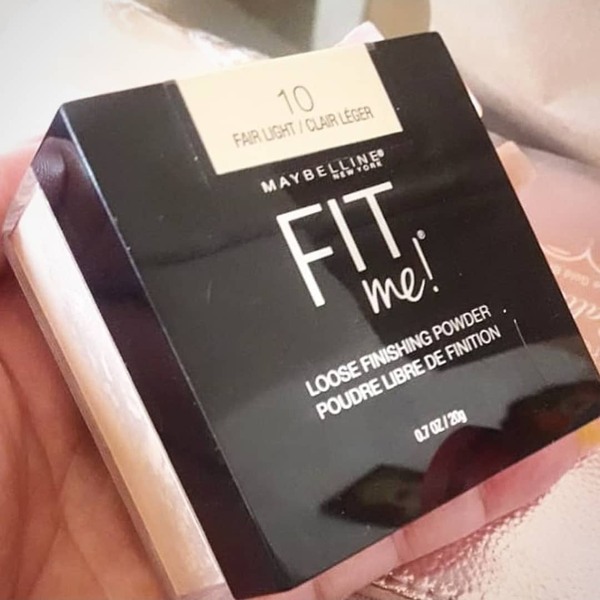 10
FAIR LIGHT / CLAIR LÉGER
MAYBELLINE®
NEW YORK
FIT
me!®
LOOSE FINISHING POWDER
POUDRE LIBRE DE FINITION
0.7 OZ / 20g